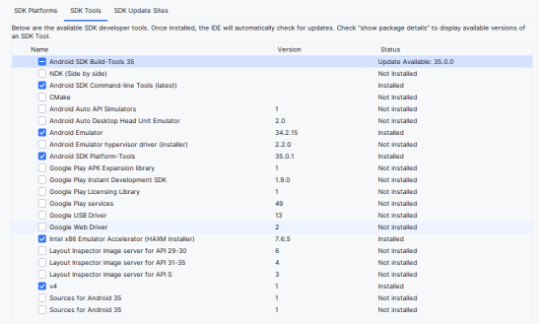 SDK Platforms SDK Tools SDK Update Sites
Below are the available SDK developer tools. Once installed, the IDE will automatically check for updates. Check "show package details" to display available versions of
an SDK Tool.
Name Version Status
Android SDK Build-Tools 35 Update Available: 35.0.0
NDK (Side by side) Not Installed
Android SDK Command-line Tools (latest) Installed
CMake Not Installed
Android Auto API Simulators 1 Not installed
Android Auto Desktop Head Unit Emulator 2.0 Not installed
Android Emulator 34.2.15 Installed
Android Emulator hypervisor driver (installer) 2.2.0 Not installed
Android SDK Platform-Tools 35.0.1 Installed
Google Play APK Expansion library 1 Not installed
Google Play Instant Development SDK 1.9.0 Not installed
Google Play Licensing Library 1 Not installed
Google Play services 49 Not installed
Google USB Driver 13 Not installed
Google Web Driver 2 Not installed
Intel x86 Emulator Accelerator (HAXM installer) 7.6.5 Installed
Layout Inspector image server for API 29-30 6 Not installed
Layout Inspector image server for API 31-35 4 Not installed
Layout Inspector image server for API S 3 Not installed
v4 1 Installed
Sources for Android 35 1 Not installed
Sources for Android 35 1 Not installed